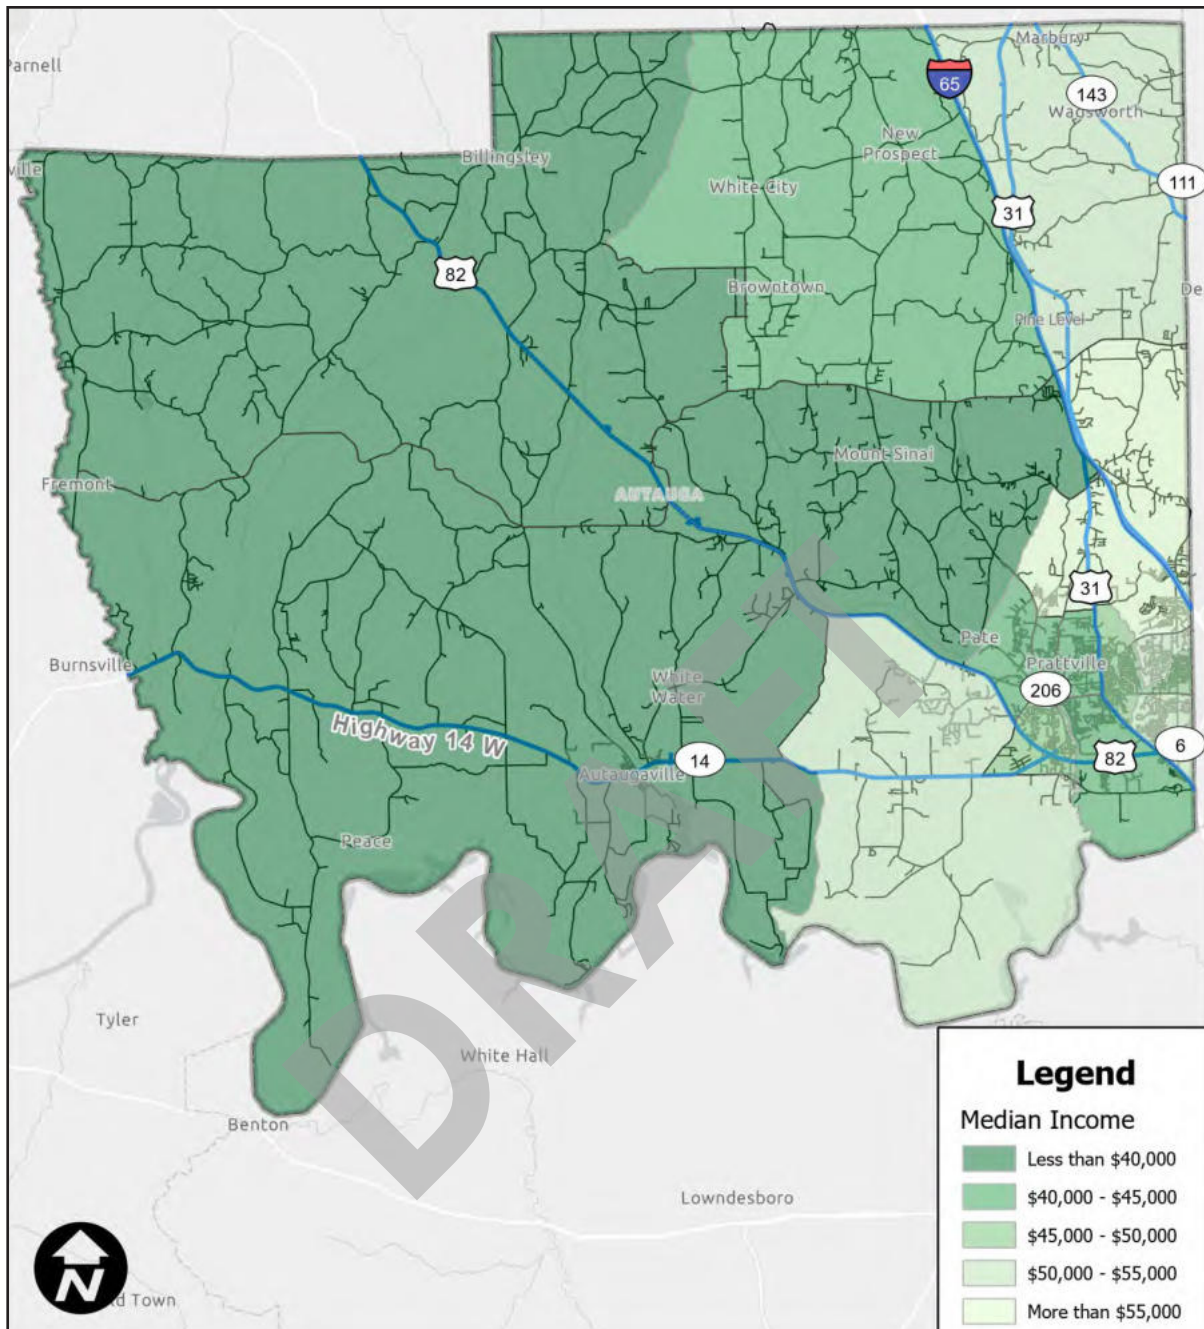 Marbury
Parnell
65
143
Wadsworth
New
Prospect
Billingsley
ville
White City
111
31
82
Browntown
De
Pine Level
Mount Sinai
Fremont
AUTAUGA
31
Pate
Burnsville
Prattville
White
Water
206
Highway 14 W
6
14
82
Autaugaville
Peace
DRAFT
Tyler
White Hall
Benton
Lowndesboro
N
ld Town
Legend
Median Income
Less than $40,000
$40,000 - $45,000
$45,000 - $50,000
$50,000 - $55,000
More than $55,000